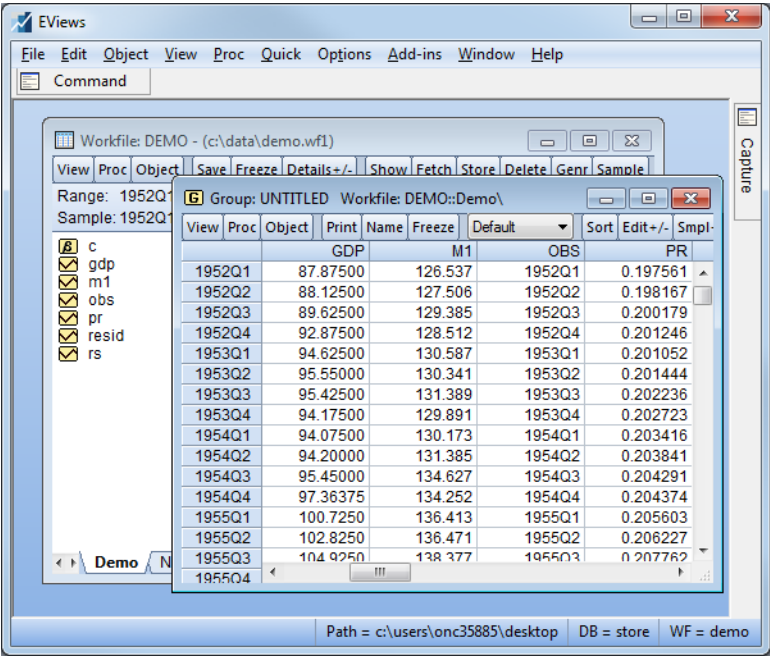 EViews
File Edit Object View Proc Quick Options Add-ins Window Help
Command
Capture
Workfile: DEMO - (c:\data\demo.wf1)
View Proc Object Save Freeze Details+/- Show Fetch Store Delete Genr Sample
Range: 1952Q1
Sample: 1952Q1
c
gdp
m1
obs
pr
resid
rs
Demo N
Group: UNTITLED Workfile: DEMO::Demo\
View Proc Object Print Name Freeze Default Sort Edit+/- Smpl+
GDP M1 OBS PR
1952Q1 87.87500 126.537 1952Q1 0.197561
1952Q2 88.12500 127.506 1952Q2 0.198167
1952Q3 89.62500 129.385 1952Q3 0.200179
1952Q4 92.87500 128.512 1952Q4 0.201246
1953Q1 94.62500 130.587 1953Q1 0.201052
1953Q2 95.55000 130.341 1953Q2 0.201444
1953Q3 95.42500 131.389 1953Q3 0.202236
1953Q4 94.17500 129.891 1953Q4 0.202723
1954Q1 94.07500 130.173 1954Q1 0.203416
1954Q2 94.20000 131.385 1954Q2 0.203841
1954Q3 95.45000 134.627 1954Q3 0.204291
1954Q4 97.36375 134.252 1954Q4 0.204374
1955Q1 100.7250 136.413 1955Q1 0.205603
1955Q2 102.8250 136.471 1955Q2 0.206227
1955Q3 104.9250 138.377 1955Q3 0.207762
1955Q4
Path = c:\users\onc35885\desktop DB = store WF = demo